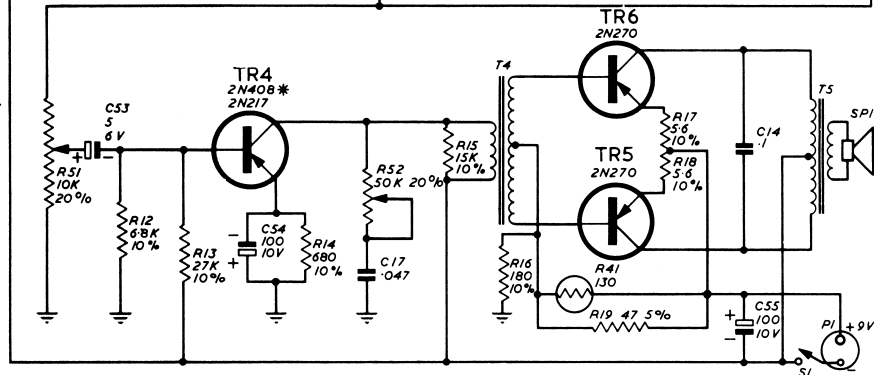 TR6
2N270
TR4
2N408*
2N217
T4
T5
C53
5
6V
+
-
R51
10K
20%
R12
6·8K
10%
R13
27K
10%
-
C54
100
10V
+
R14
680
10%
R52
50K 20%
C17
·047
R15
15K
10%
R17
5·6
10%
R18
5·6
10%
TR5
2N270
C14
·1
SP1
R16
180
10%
R41
130
R19 47 5%
+
C55
100
10V
-
P1
+9V
-
S1